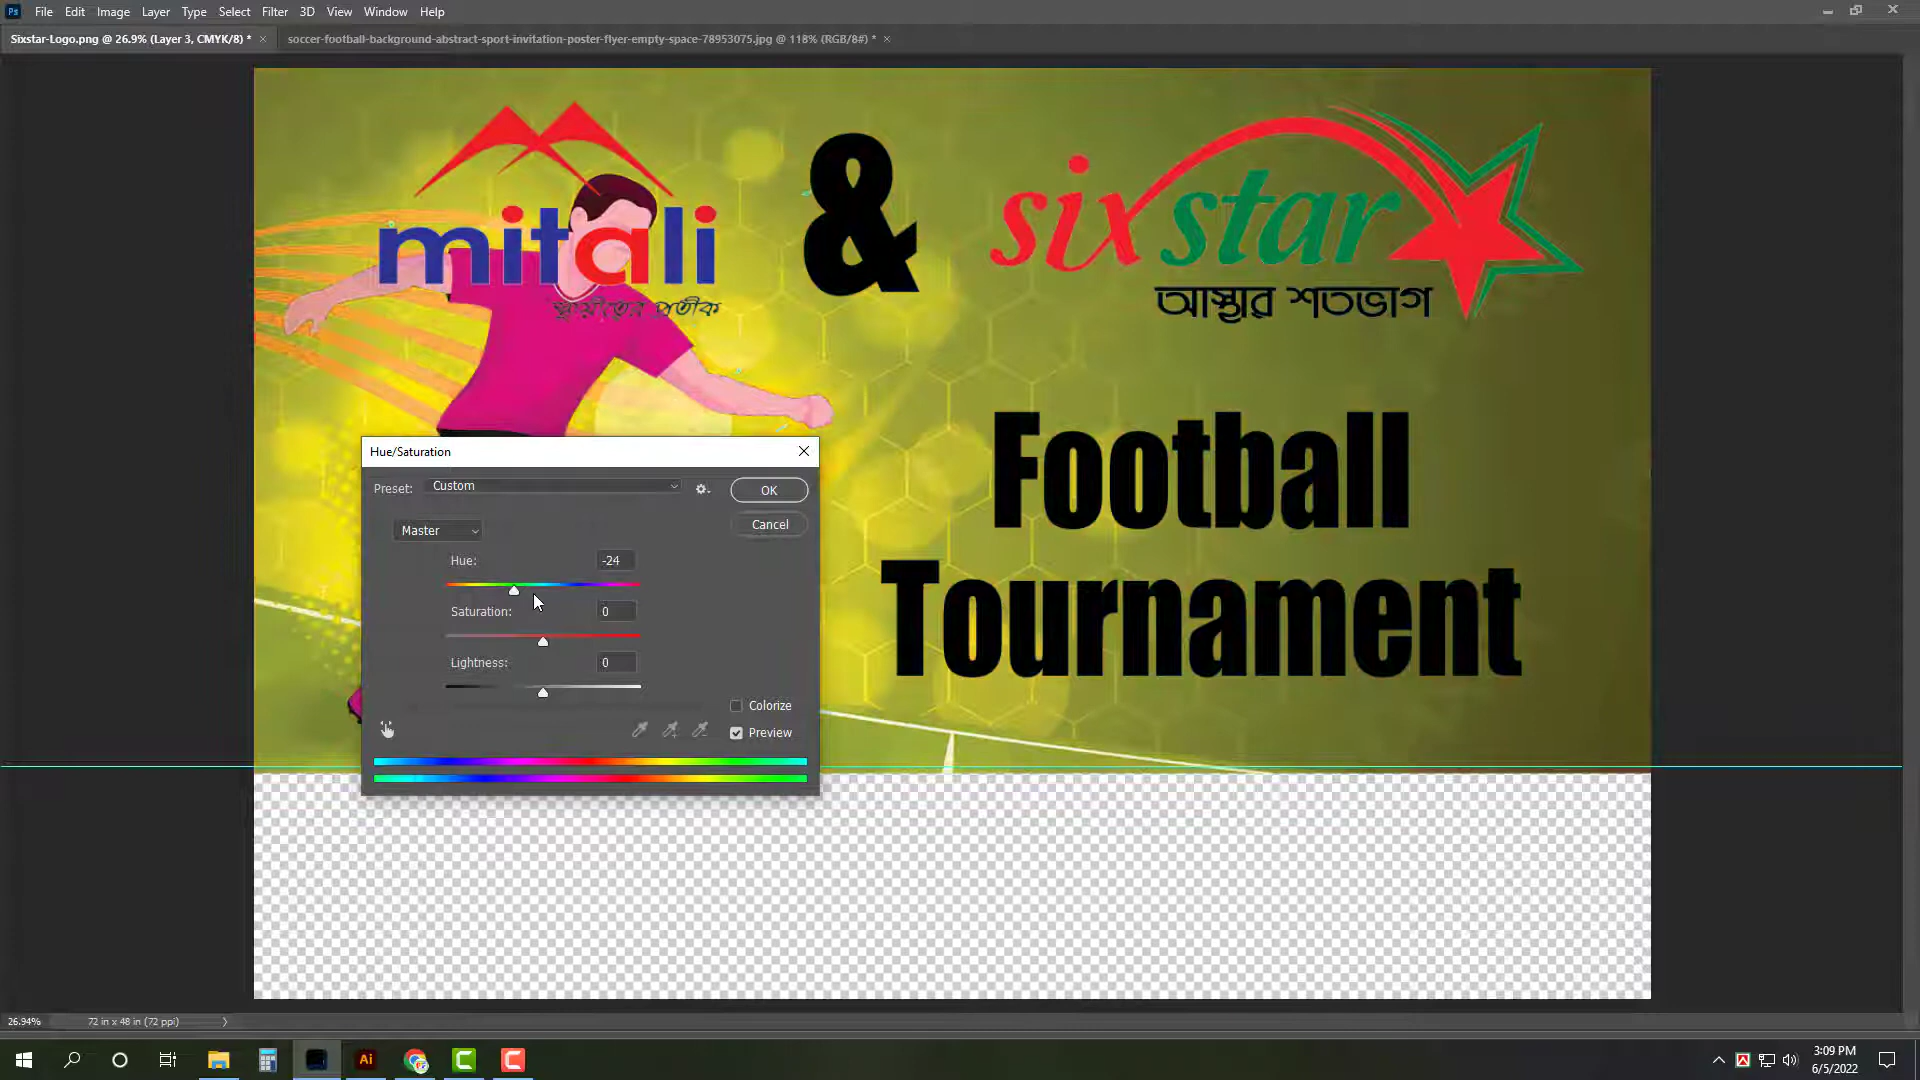 Ps File Edit Image Layer Type Select Filter 3D View Window Help
Sixstar-Logo.png @ 26.9% (Layer 3, CMYK/8) * × soccer-football-background-abstract-sport-invitation-poster-flyer-empty-space-78953075.jpg @ 118% (RGB/8#) * ×
mitali & sixstar
স্থায়ীত্বের প্রতীক আস্থার শতভাগ
Football
Tournament
Hue/Saturation
Preset: Custom
OK
Master
Cancel
Hue: -24
Saturation: 0
Lightness: 0
Colorize
Preview
26.94% 72 in x 48 in (72 ppi)
Ai
3:09 PM
6/5/2022